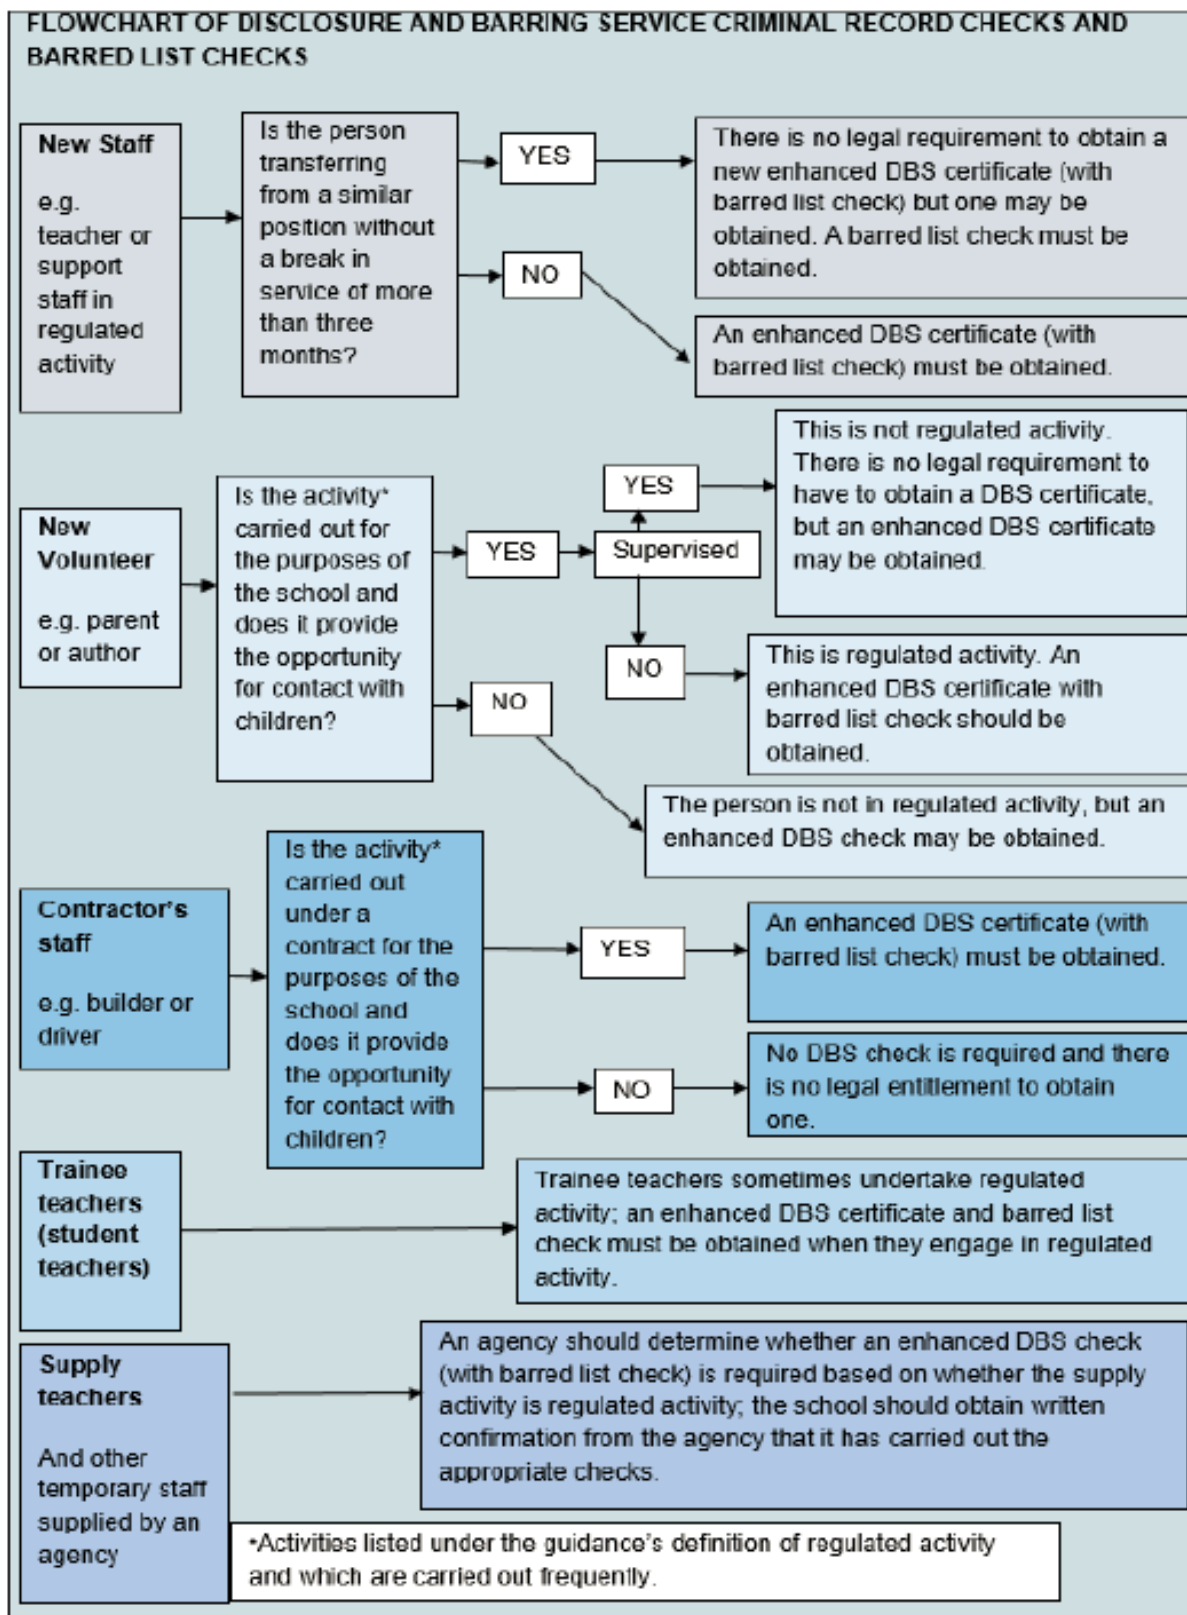 FLOWCHART OF DISCLOSURE AND BARRING SERVICE CRIMINAL RECORD CHECKS AND
BARRED LIST CHECKS
New Staff
e.g.
teacher or
support
staff in
regulated
activity
Is the person
transferring
from a similar
position without
a break in
service of more
than three
months?
YES
There is no legal requirement to obtain a
new enhanced DBS certificate (with
barred list check) but one may be
obtained. A barred list check must be
obtained.
NO
An enhanced DBS certificate (with
barred list check) must be obtained.
New
Volunteer
e.g. parent
or author
Is the activity*
carried out for
the purposes of
the school and
does it provide
the opportunity
for contact with
children?
YES
Supervised
YES
This is not regulated activity.
There is no legal requirement to
have to obtain a DBS certificate,
but an enhanced DBS certificate
may be obtained.
NO
This is regulated activity. An
enhanced DBS certificate with
barred list check should be
obtained.
NO
The person is not in regulated activity, but an
enhanced DBS check may be obtained.
Contractor's
staff
e.g. builder or
driver
Is the activity*
carried out
under a
contract for the
purposes of the
school and
does it provide
the opportunity
for contact with
children?
YES
An enhanced DBS certificate (with
barred list check) must be obtained.
NO
No DBS check is required and there
is no legal entitlement to obtain
one.
Trainee
teachers
(student
teachers)
Trainee teachers sometimes undertake regulated
activity; an enhanced DBS certificate and barred list
check must be obtained when they engage in regulated
activity.
Supply
teachers
And other
temporary staff
supplied by an
agency
An agency should determine whether an enhanced DBS check
(with barred list check) is required based on whether the supply
activity is regulated activity; the school should obtain written
confirmation from the agency that it has carried out the
appropriate checks.
*Activities listed under the guidance's definition of regulated activity
and which are carried out frequently.